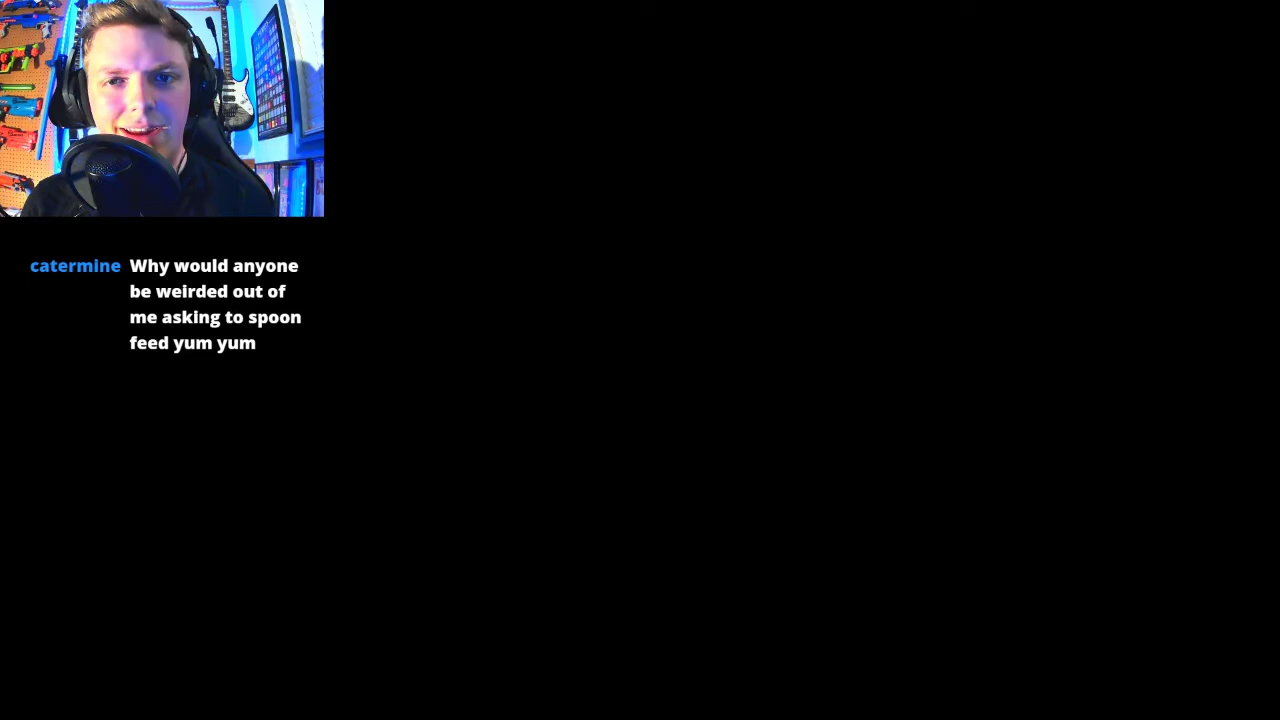 catermine Why would anyone
be weirded out of
me asking to spoon
feed yum yum